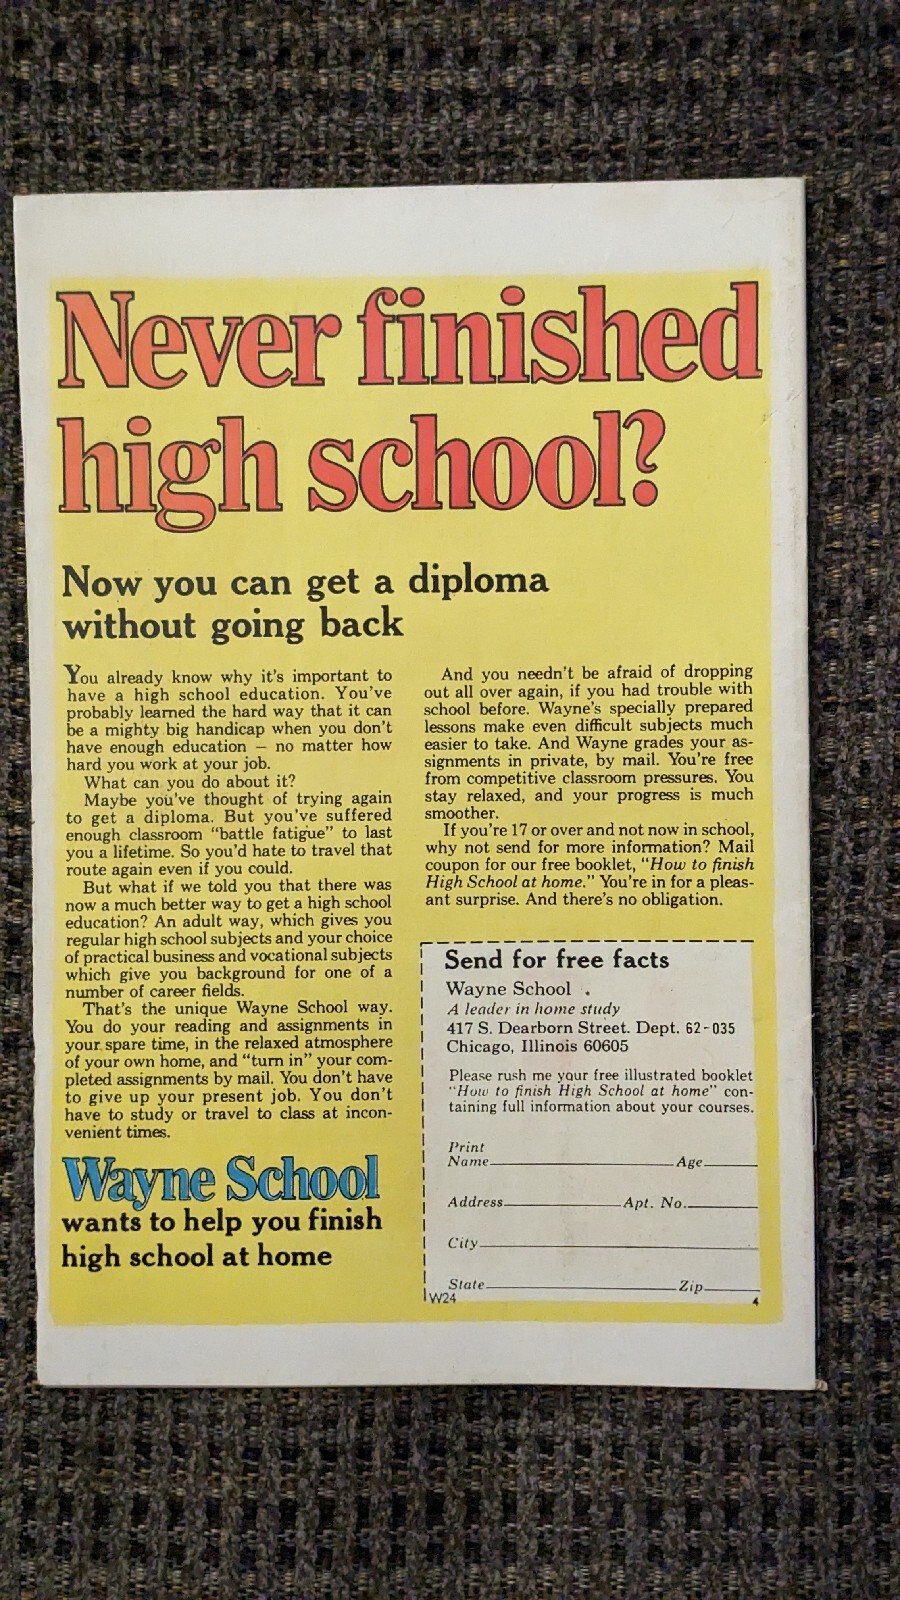 Never finished
high school?
Now you can get a diploma
without going back
You already know why it's important to
have a high school education. You've
probably learned the hard way that it can
be a mighty big handicap when you don't
have enough education — no matter how
hard you work at your job.
What can you do about it?
Maybe you've thought of trying again
to get a diploma. But you've suffered
enough classroom "battle fatigue" to last
you a lifetime. So you'd hate to travel that
route again even if you could.
But what if we told you that there was
now a much better way to get a high school
education? An adult way, which gives you
regular high school subjects and your choice
of practical business and vocational subjects
which give you background for one of a
number of career fields.
That's the unique Wayne School way.
You do your reading and assignments in
your spare time, in the relaxed atmosphere
of your own home, and "turn in" your com-
pleted assignments by mail. You don't have
to give up your present job. You don't
have to study or travel to class at incon-
venient times.
Wayne School
wants to help you finish
high school at home
And you needn't be afraid of dropping
out all over again, if you had trouble with
school before. Wayne's specially prepared
lessons make even difficult subjects much
easier to take. And Wayne grades your as-
signments in private, by mail. You're free
from competitive classroom pressures. You
stay relaxed, and your progress is much
smoother.
If you're 17 or over and not now in school,
why not send for more information? Mail
coupon for our free booklet, "How to finish
High School at home." You're in for a pleas-
ant surprise. And there's no obligation.
Send for free facts
Wayne School
A leader in home study
417 S. Dearborn Street. Dept. 62-035
Chicago, Illinois 60605
Please rush me your free illustrated booklet
"How to finish High School at home" con-
taining full information about your courses.
Print
Name Age
Address Apt. No.
City
State Zip
W24 4